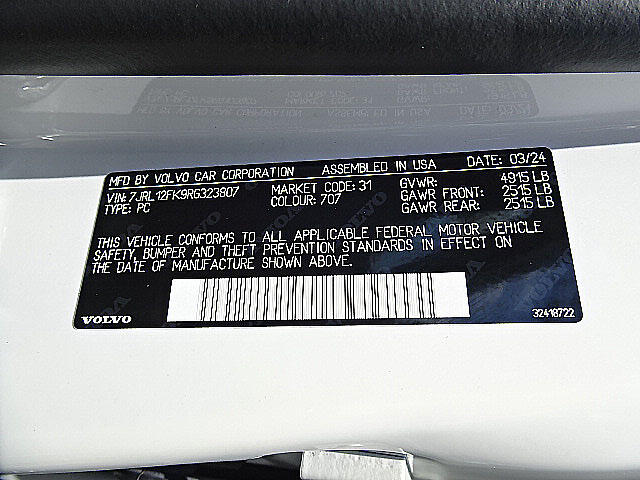 MFD BY VOLVO CAR CORPORATION ASSEMBLED IN USA DATE: 03/24
VIN: 7JRL12FK9RG323907 MARKET CODE: 31 GVWR: 4915 LB
TYPE: PC COLOUR: 707 GAWR FRONT: 2515 LB
GAWR REAR: 2515 LB
THIS VEHICLE CONFORMS TO ALL APPLICABLE FEDERAL MOTOR VEHICLE
SAFETY, BUMPER AND THEFT PREVENTION STANDARDS IN EFFECT ON
THE DATE OF MANUFACTURE SHOWN ABOVE.
VOLVO 32418722